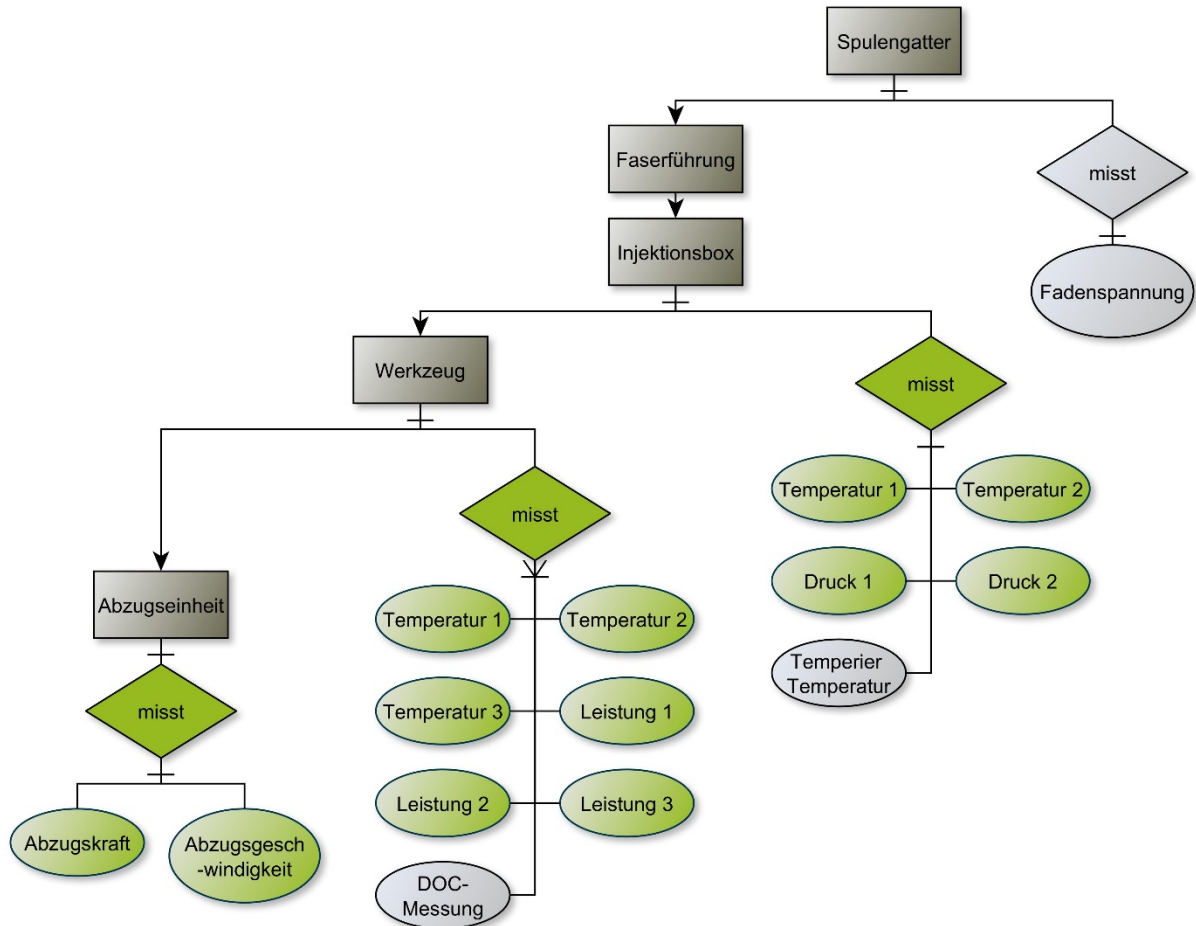 Spulengatter
Faserführung
misst
Injektionsbox
Fadenspannung
Werkzeug
misst
Temperatur 1
Temperatur 2
misst
Abzugseinheit
Druck 1
Druck 2
Temperatur 1
Temperatur 2
Temperier
Temperatur
misst
Temperatur 3
Leistung 1
Leistung 2
Leistung 3
Abzugskraft
Abzugsgesch
-windigkeit
DOC-
Messung